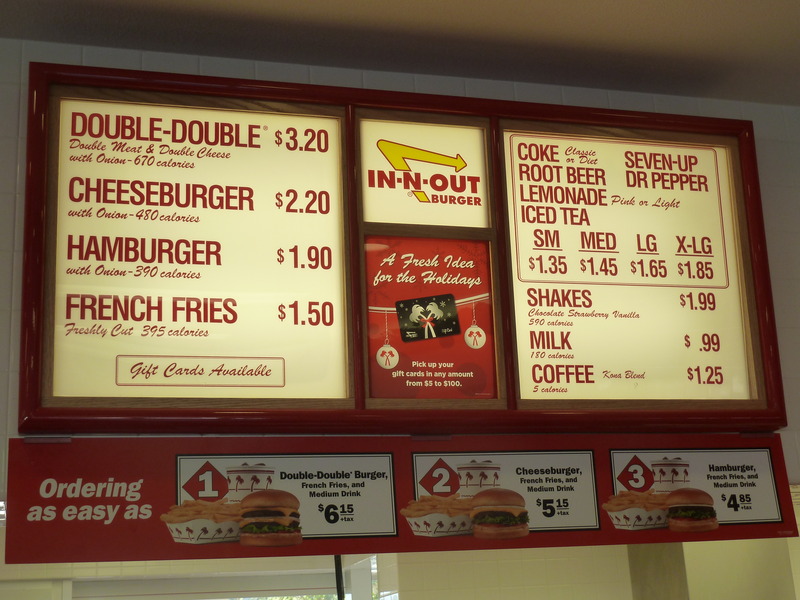 DOUBLE-DOUBLE® $3.20
Double Meat & Double Cheese
with Onion-670 calories
CHEESEBURGER $2.20
with Onion-480 calories
HAMBURGER $1.90
with Onion-390 calories
FRENCH FRIES $1.50
Freshly Cut 395 calories
Gift Cards Available
IN-N-OUT
BURGER
A Fresh Idea
for the Holidays
Pick up your
gift cards in any amount
from $5 to $100.
COKE Classic or Diet SEVEN-UP
ROOT BEER DR PEPPER
LEMONADE Pink or Light
ICED TEA
SM MED LG X-LG
$1.35 $1.45 $1.65 $1.85
SHAKES $1.99
Chocolate Strawberry Vanilla
590 calories
MILK $ .99
180 calories
COFFEE Kona Blend $1.25
5 calories
Ordering
as easy as
1
Double-Double® Burger,
French Fries, and
Medium Drink
$6 15
+tax
2
Cheeseburger,
French Fries, and
Medium Drink
$5 15
+tax
3
Hamburger,
French Fries, and
Medium Drink
$4 85
+tax